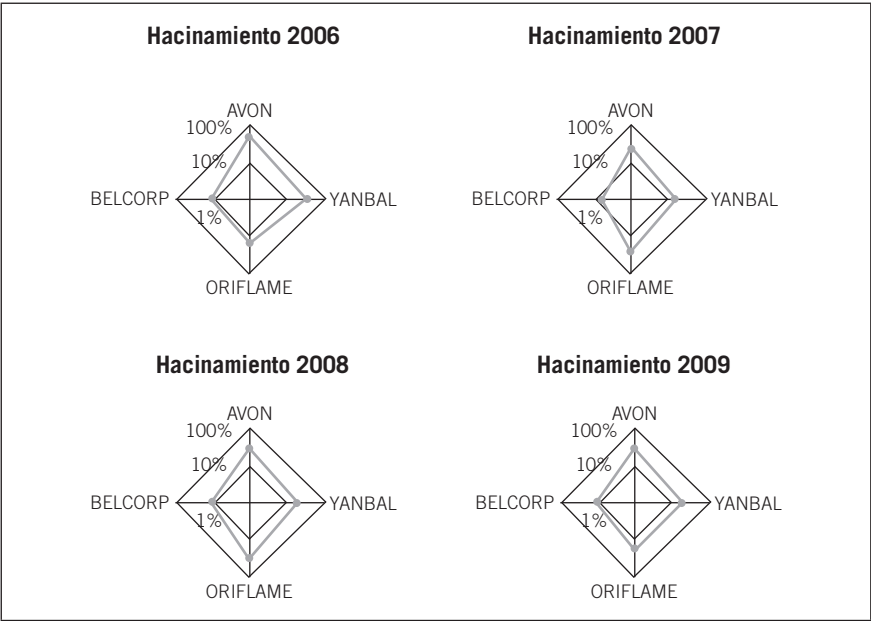 Hacinamiento 2006
AVON
100%
10%
BELCORP
YANBAL
1%
ORIFLAME
Hacinamiento 2007
AVON
100%
10%
BELCORP
YANBAL
1%
ORIFLAME
Hacinamiento 2008
AVON
100%
10%
BELCORP
YANBAL
1%
ORIFLAME
Hacinamiento 2009
AVON
100%
10%
BELCORP
YANBAL
1%
ORIFLAME